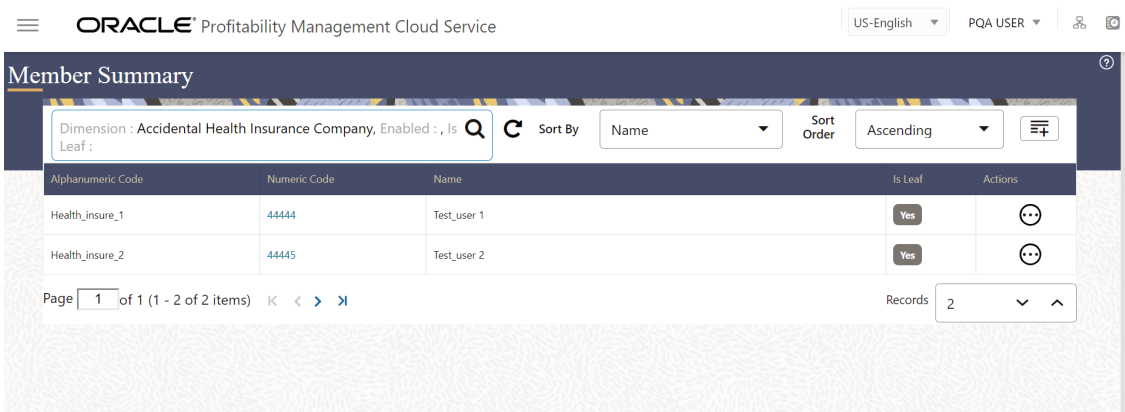 ORACLE® Profitability Management Cloud Service
US-English
PQA USER
Member Summary
Dimension : Accidental Health Insurance Company, Enabled : , Is
Leaf :
Sort By
Name
Sort
Order
Ascending
Alphanumeric Code
Numeric Code
Name
Is Leaf
Actions
Health_insure_1
44444
Test_user 1
Yes
Health_insure_2
44445
Test_user 2
Yes
Page 1 of 1 (1 - 2 of 2 items)
Records
2